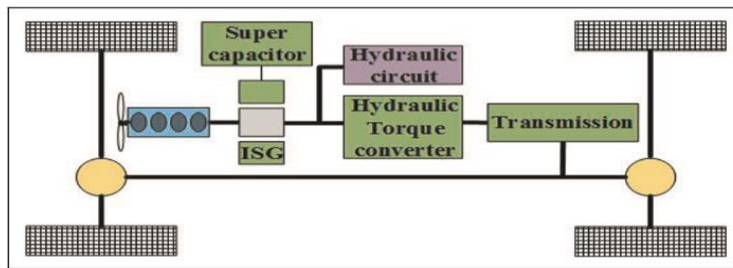 Super
capacitor
Hydraulic
circuit
ISG
Hydraulic
Torque
converter
Transmission